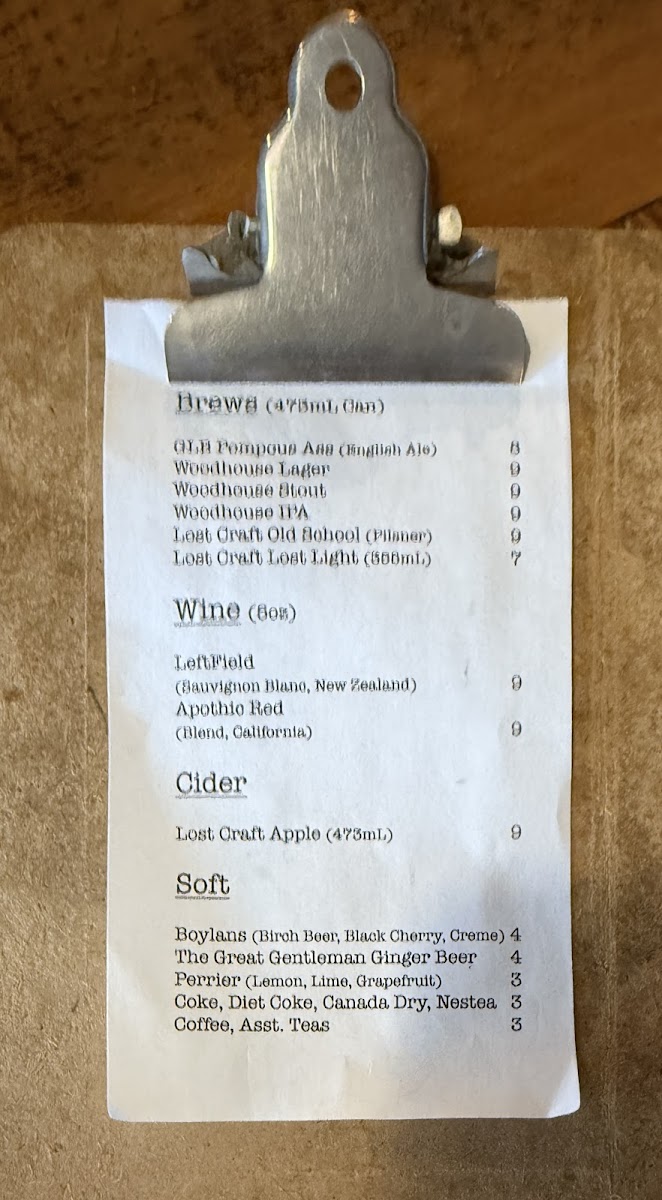 Brews (473mL Can)
GLB Pompous Ass (English Ale) 8
Woodhouse Lager 9
Woodhouse Stout 9
Woodhouse IPA 9
Lost Craft Old School (Pilsner) 9
Lost Craft Lost Light (355mL) 7
Wine (5oz)
LeftField
(Sauvignon Blanc, New Zealand) 9
Apothic Red
(Blend, California) 9
Cider
Lost Craft Apple (473mL) 9
Soft
Boylans (Birch Beer, Black Cherry, Creme) 4
The Great Gentleman Ginger Beer 4
Perrier (Lemon, Lime, Grapefruit) 3
Coke, Diet Coke, Canada Dry, Nestea 3
Coffee, Asst. Teas 3